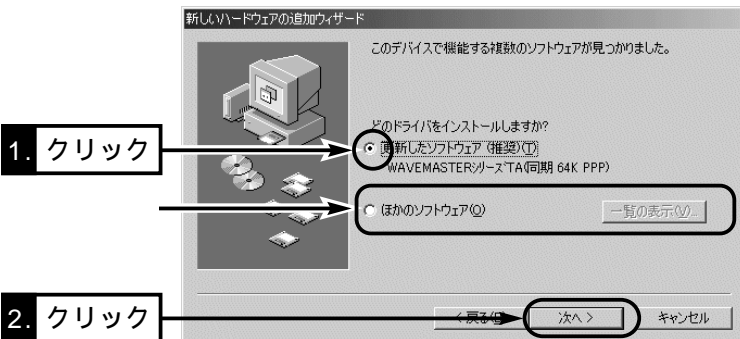 新しいハードウェアの追加ウィザード
このデバイスで機能する複数のソフトウェアが見つかりました。
どのドライバをインストールしますか?
1. クリック
更新したソフトウェア (推奨)(T)
WAVEMASTERシリーズTA(同期 64K PPP)
ほかのソフトウェア(O)
一覧の表示(V)...
2. クリック
< 戻る(B)
次へ >
キャンセル